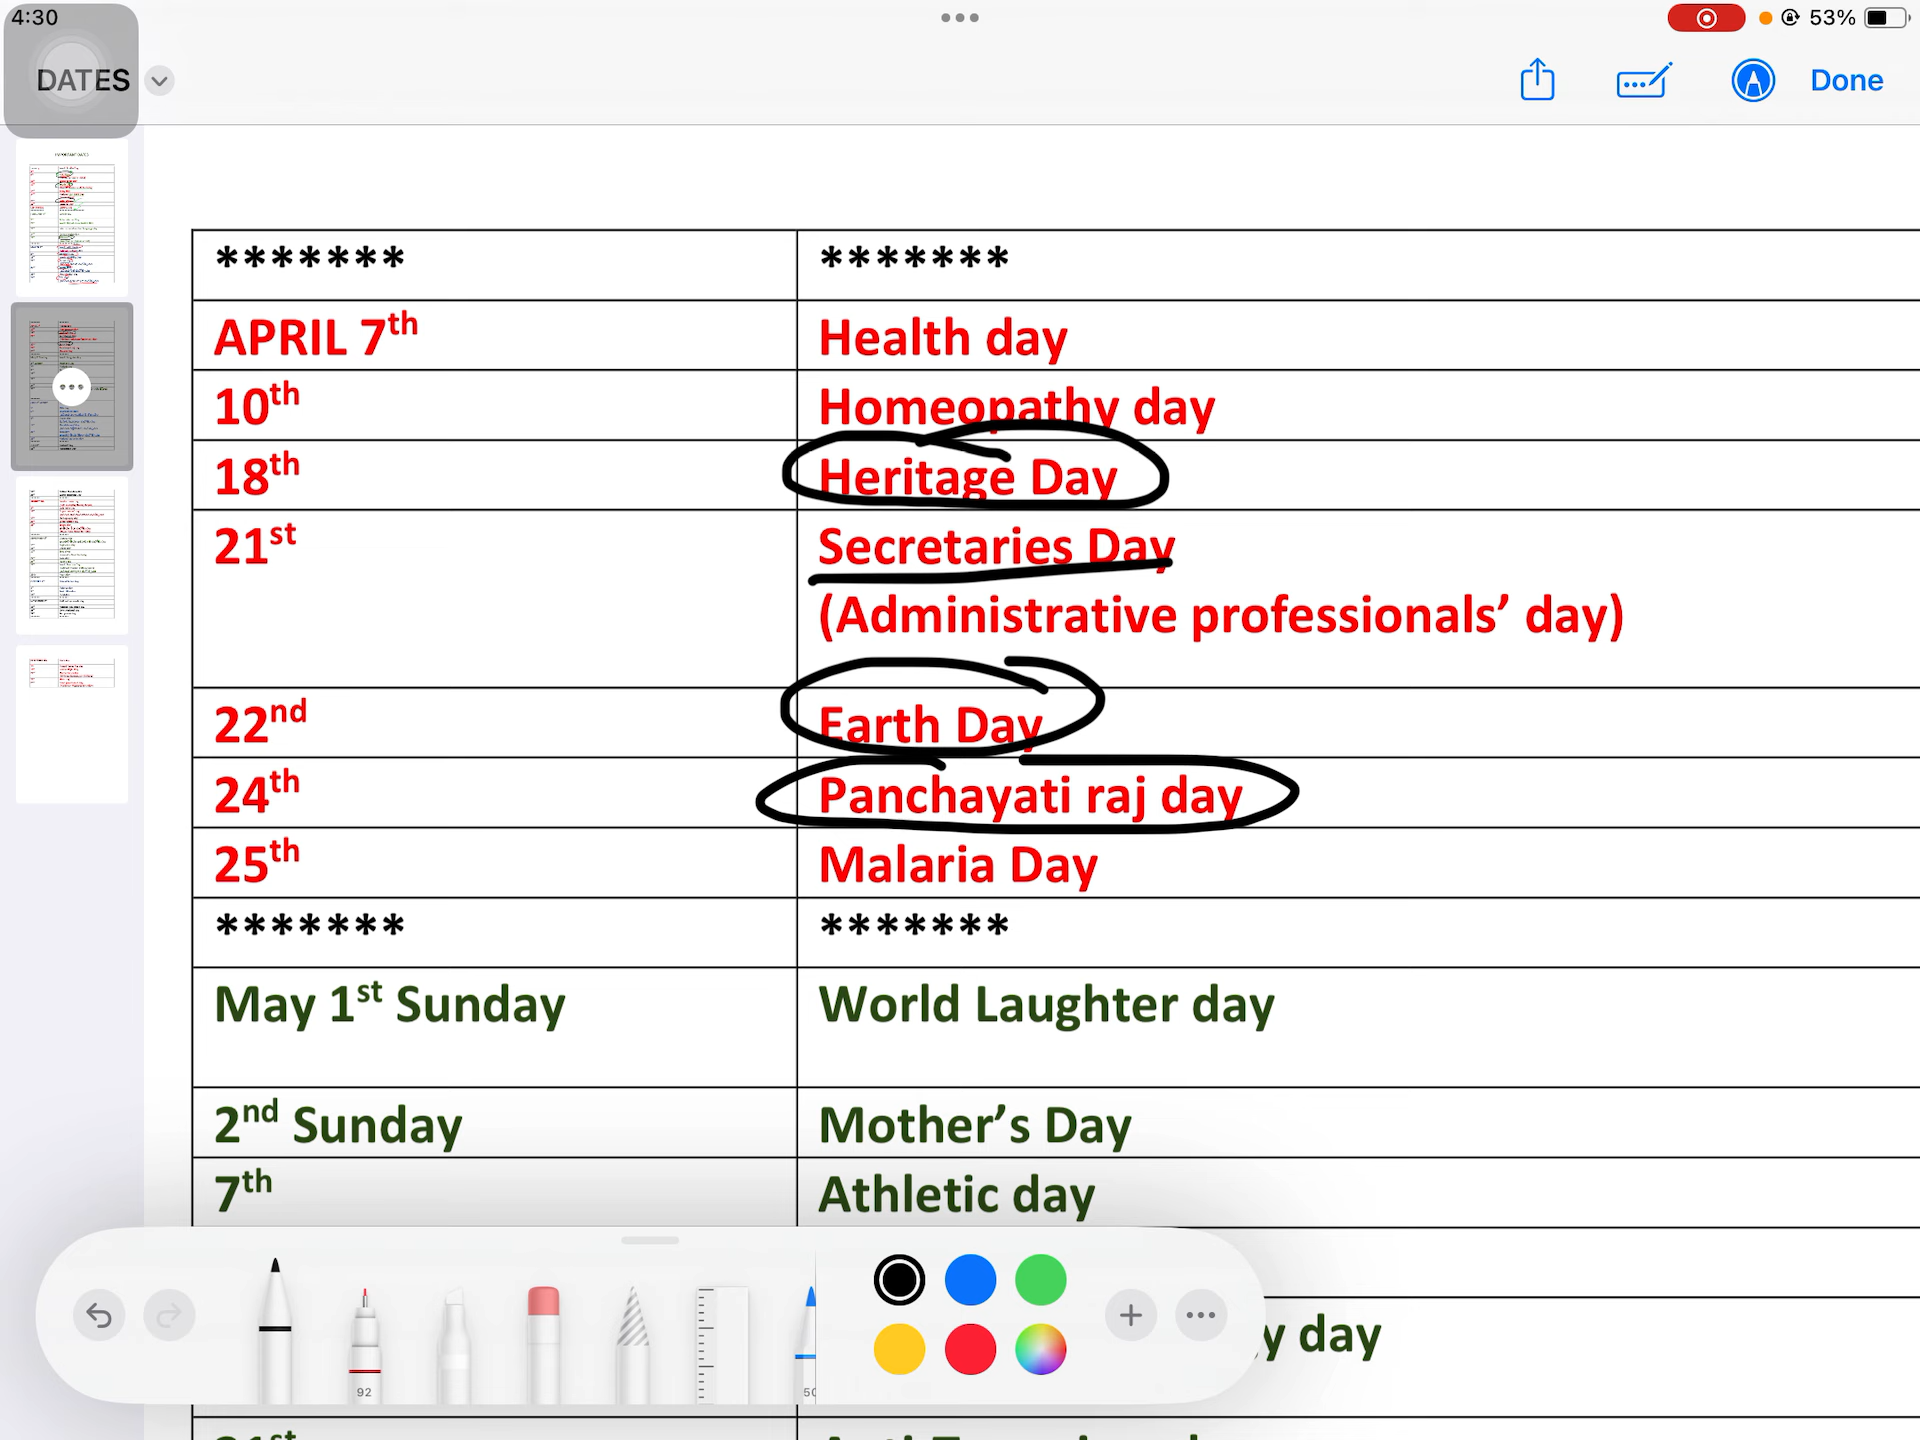 4:30
53%
DATES
Done
******* *******
APRIL 7th Health day
10th Homeopathy day
18th Heritage Day
21st Secretaries Day
(Administrative professionals’ day)
22nd Earth Day
24th Panchayati raj day
25th Malaria Day
******* *******
May 1st Sunday World Laughter day
2nd Sunday Mother’s Day
7th Athletic day
y day
92
50